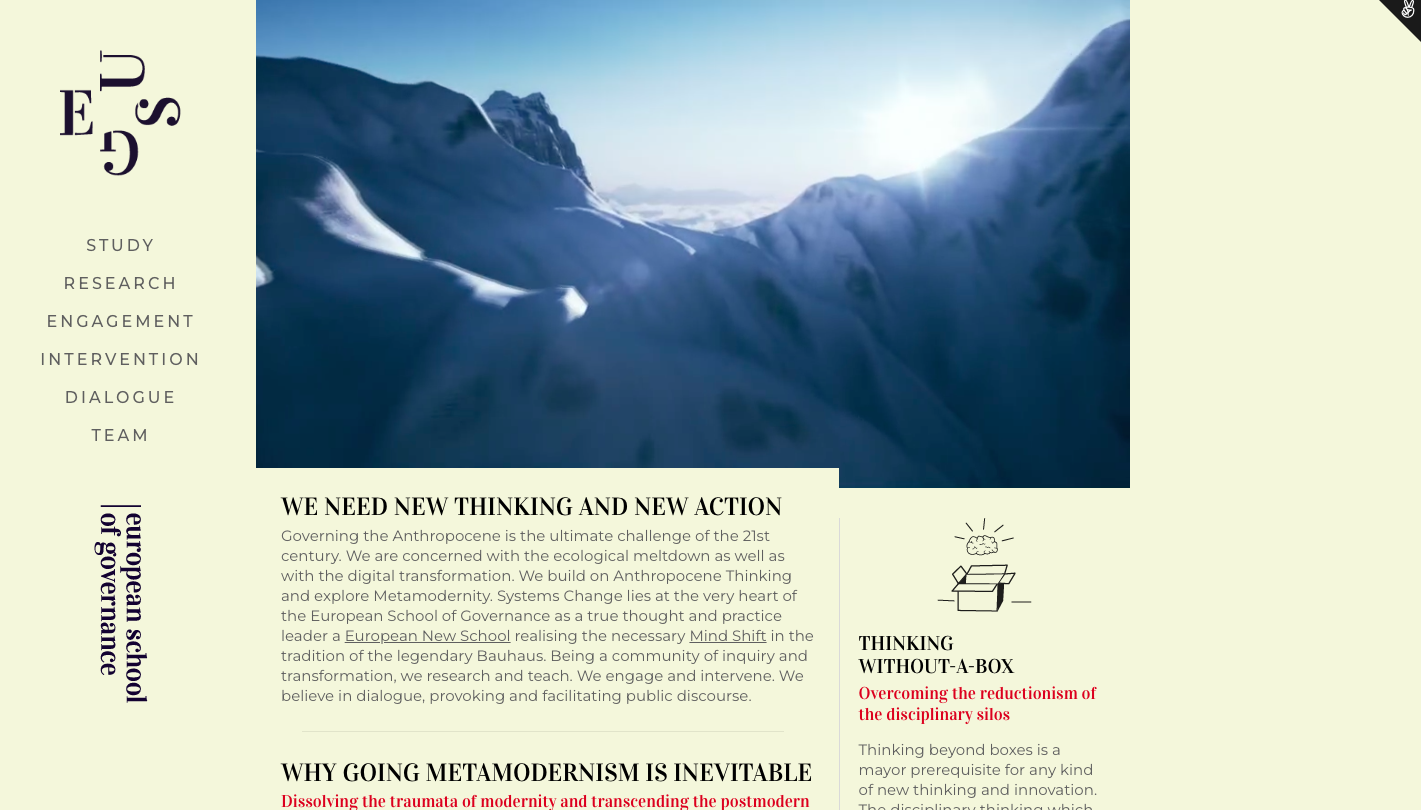 E U S G
STUDY
RESEARCH
ENGAGEMENT
INTERVENTION
DIALOGUE
TEAM
european school
of governance
WE NEED NEW THINKING AND NEW ACTION
Governing the Anthropocene is the ultimate challenge of the 21st
century. We are concerned with the ecological meltdown as well as
with the digital transformation. We build on Anthropocene Thinking
and explore Metamodernity. Systems Change lies at the very heart of
the European School of Governance as a true thought and practice
leader a European New School realising the necessary Mind Shift in the
tradition of the legendary Bauhaus. Being a community of inquiry and
transformation, we research and teach. We engage and intervene. We
believe in dialogue, provoking and facilitating public discourse.
WHY GOING METAMODERNISM IS INEVITABLE
Dissolving the traumata of modernity and transcending the postmodern
THINKING
WITHOUT-A-BOX
Overcoming the reductionism of
the disciplinary silos
Thinking beyond boxes is a
mayor prerequisite for any kind
of new thinking and innovation.
The disciplinary thinking which